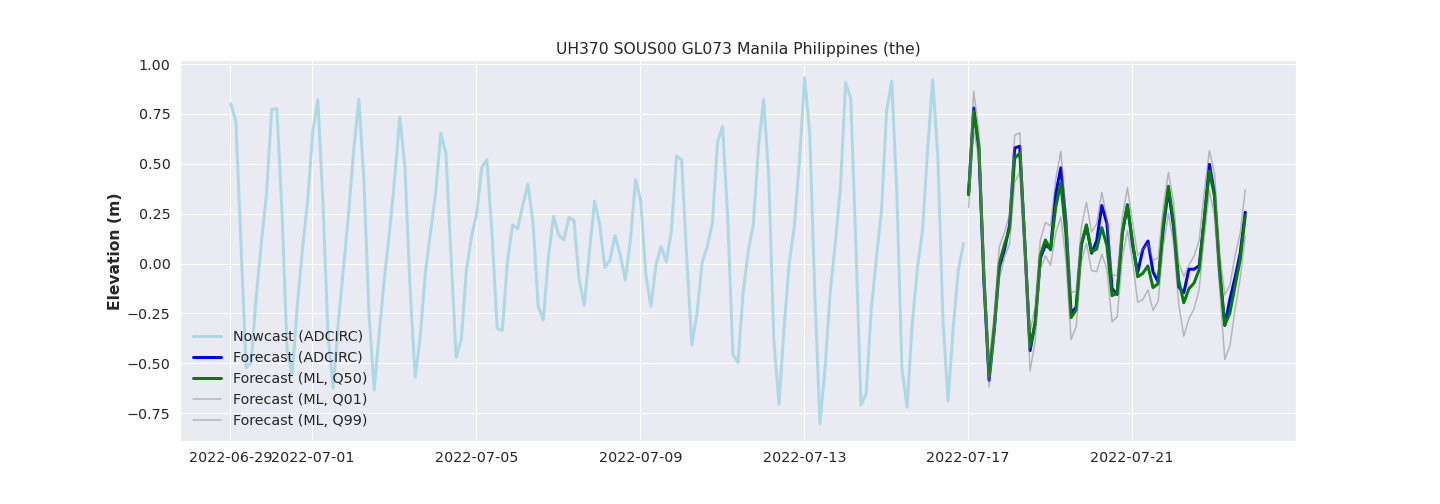 UH370 SOUS00 GL073 Manila Philippines (the)
Elevation (m)
1.00
0.75
0.50
0.25
0.00
−0.25
−0.50
−0.75
Nowcast (ADCIRC)
Forecast (ADCIRC)
Forecast (ML, Q50)
Forecast (ML, Q01)
Forecast (ML, Q99)
2022-06-29 2022-07-01 2022-07-05 2022-07-09 2022-07-13 2022-07-17 2022-07-21